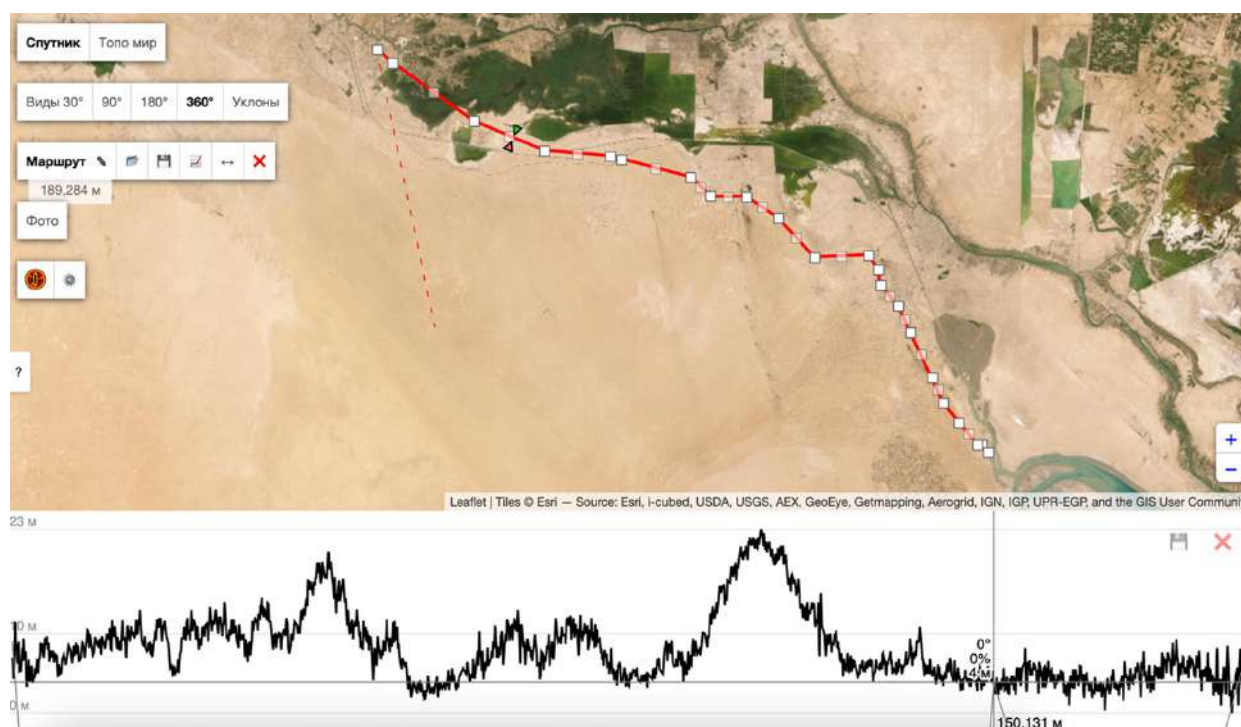 Спутник Топо мир
Виды 30° 90° 180° 360° Уклоны
Маршрут
189,284 м
Фото
?
+
−
Leaflet | Tiles © Esri — Source: Esri, i-cubed, USDA, USGS, AEX, GeoEye, Getmapping, Aerogrid, IGN, IGP, UPR-EGP, and the GIS User Communit
23 м
10 м
0°
0%
4 м
0 м
150,131 м